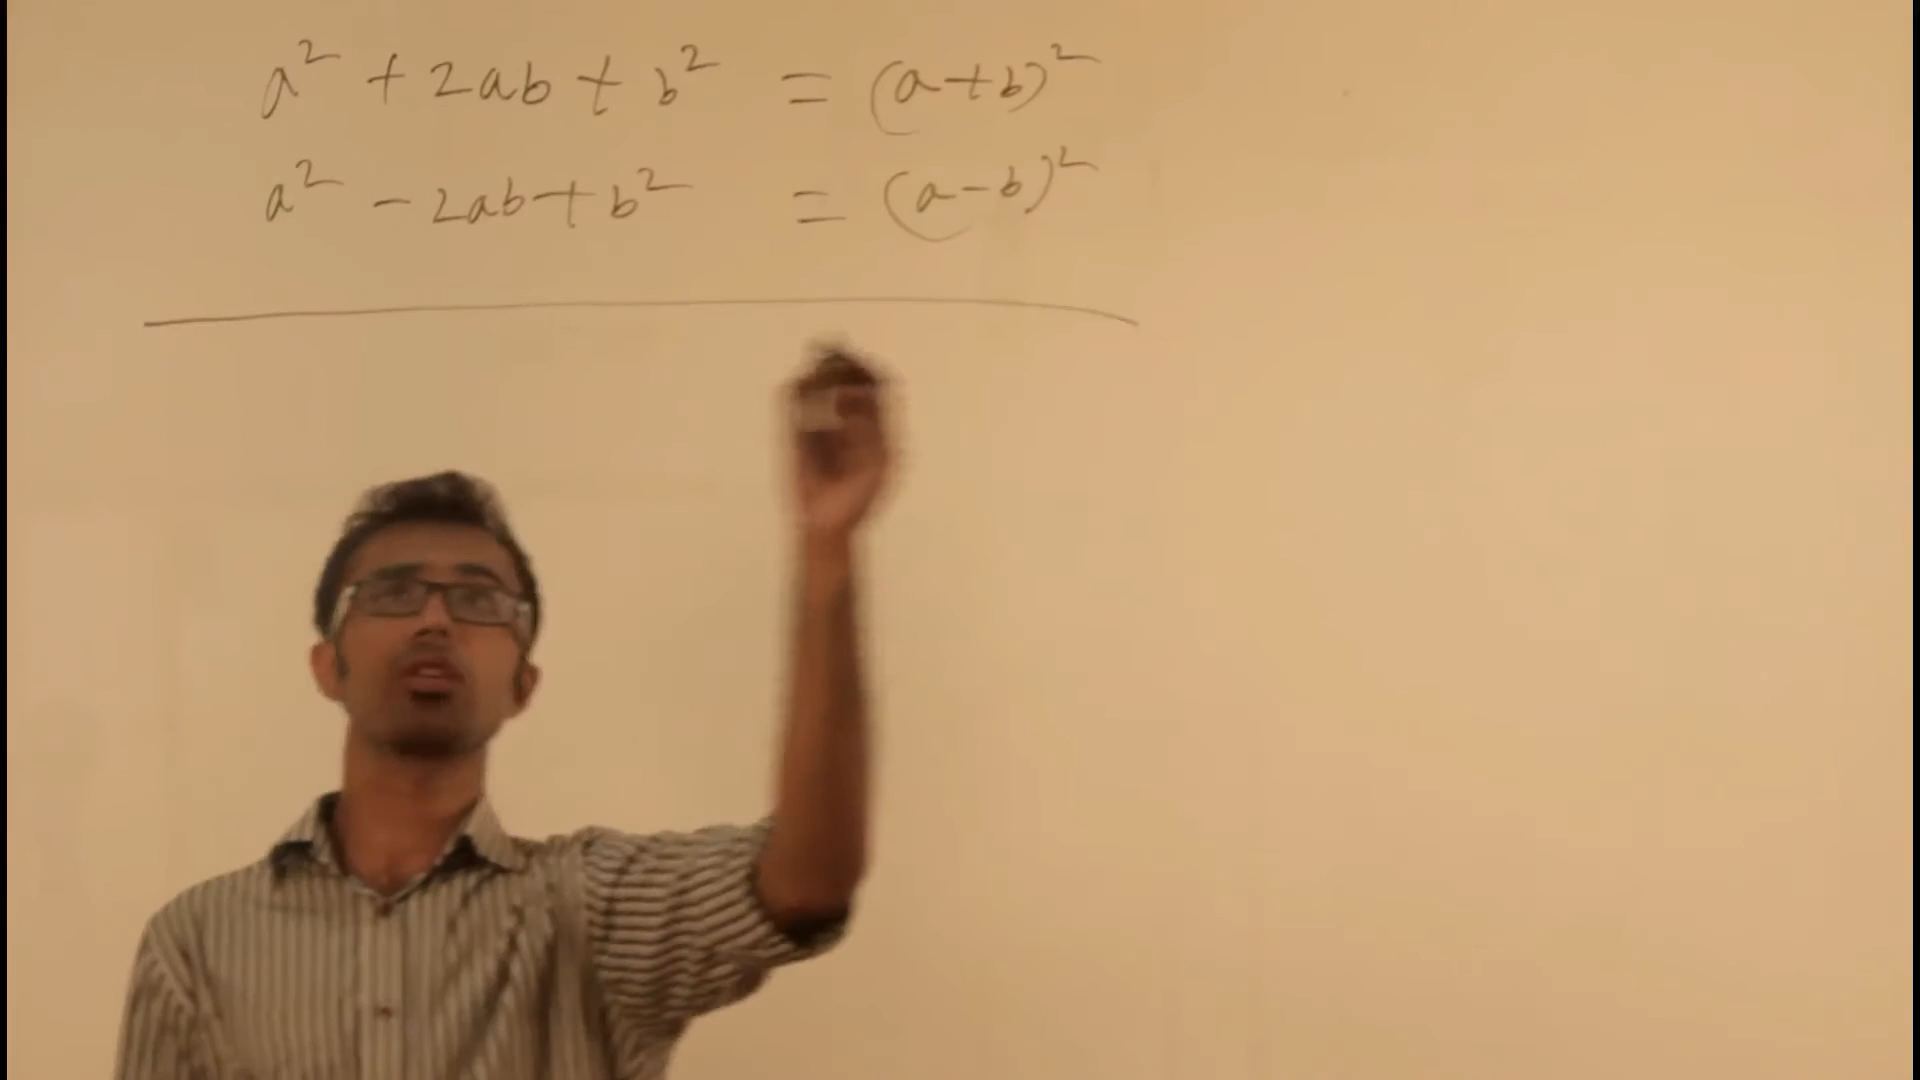 a² + 2ab + b² = (a+b)²
a² - 2ab + b² = (a-b)²